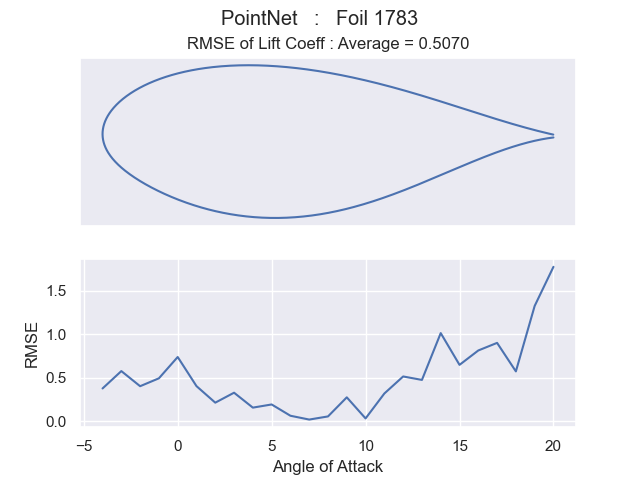 PointNet : Foil 1783
RMSE of Lift Coeff : Average = 0.5070
1.5
1.0
0.5
0.0
RMSE
−5 0 5 10 15 20
Angle of Attack